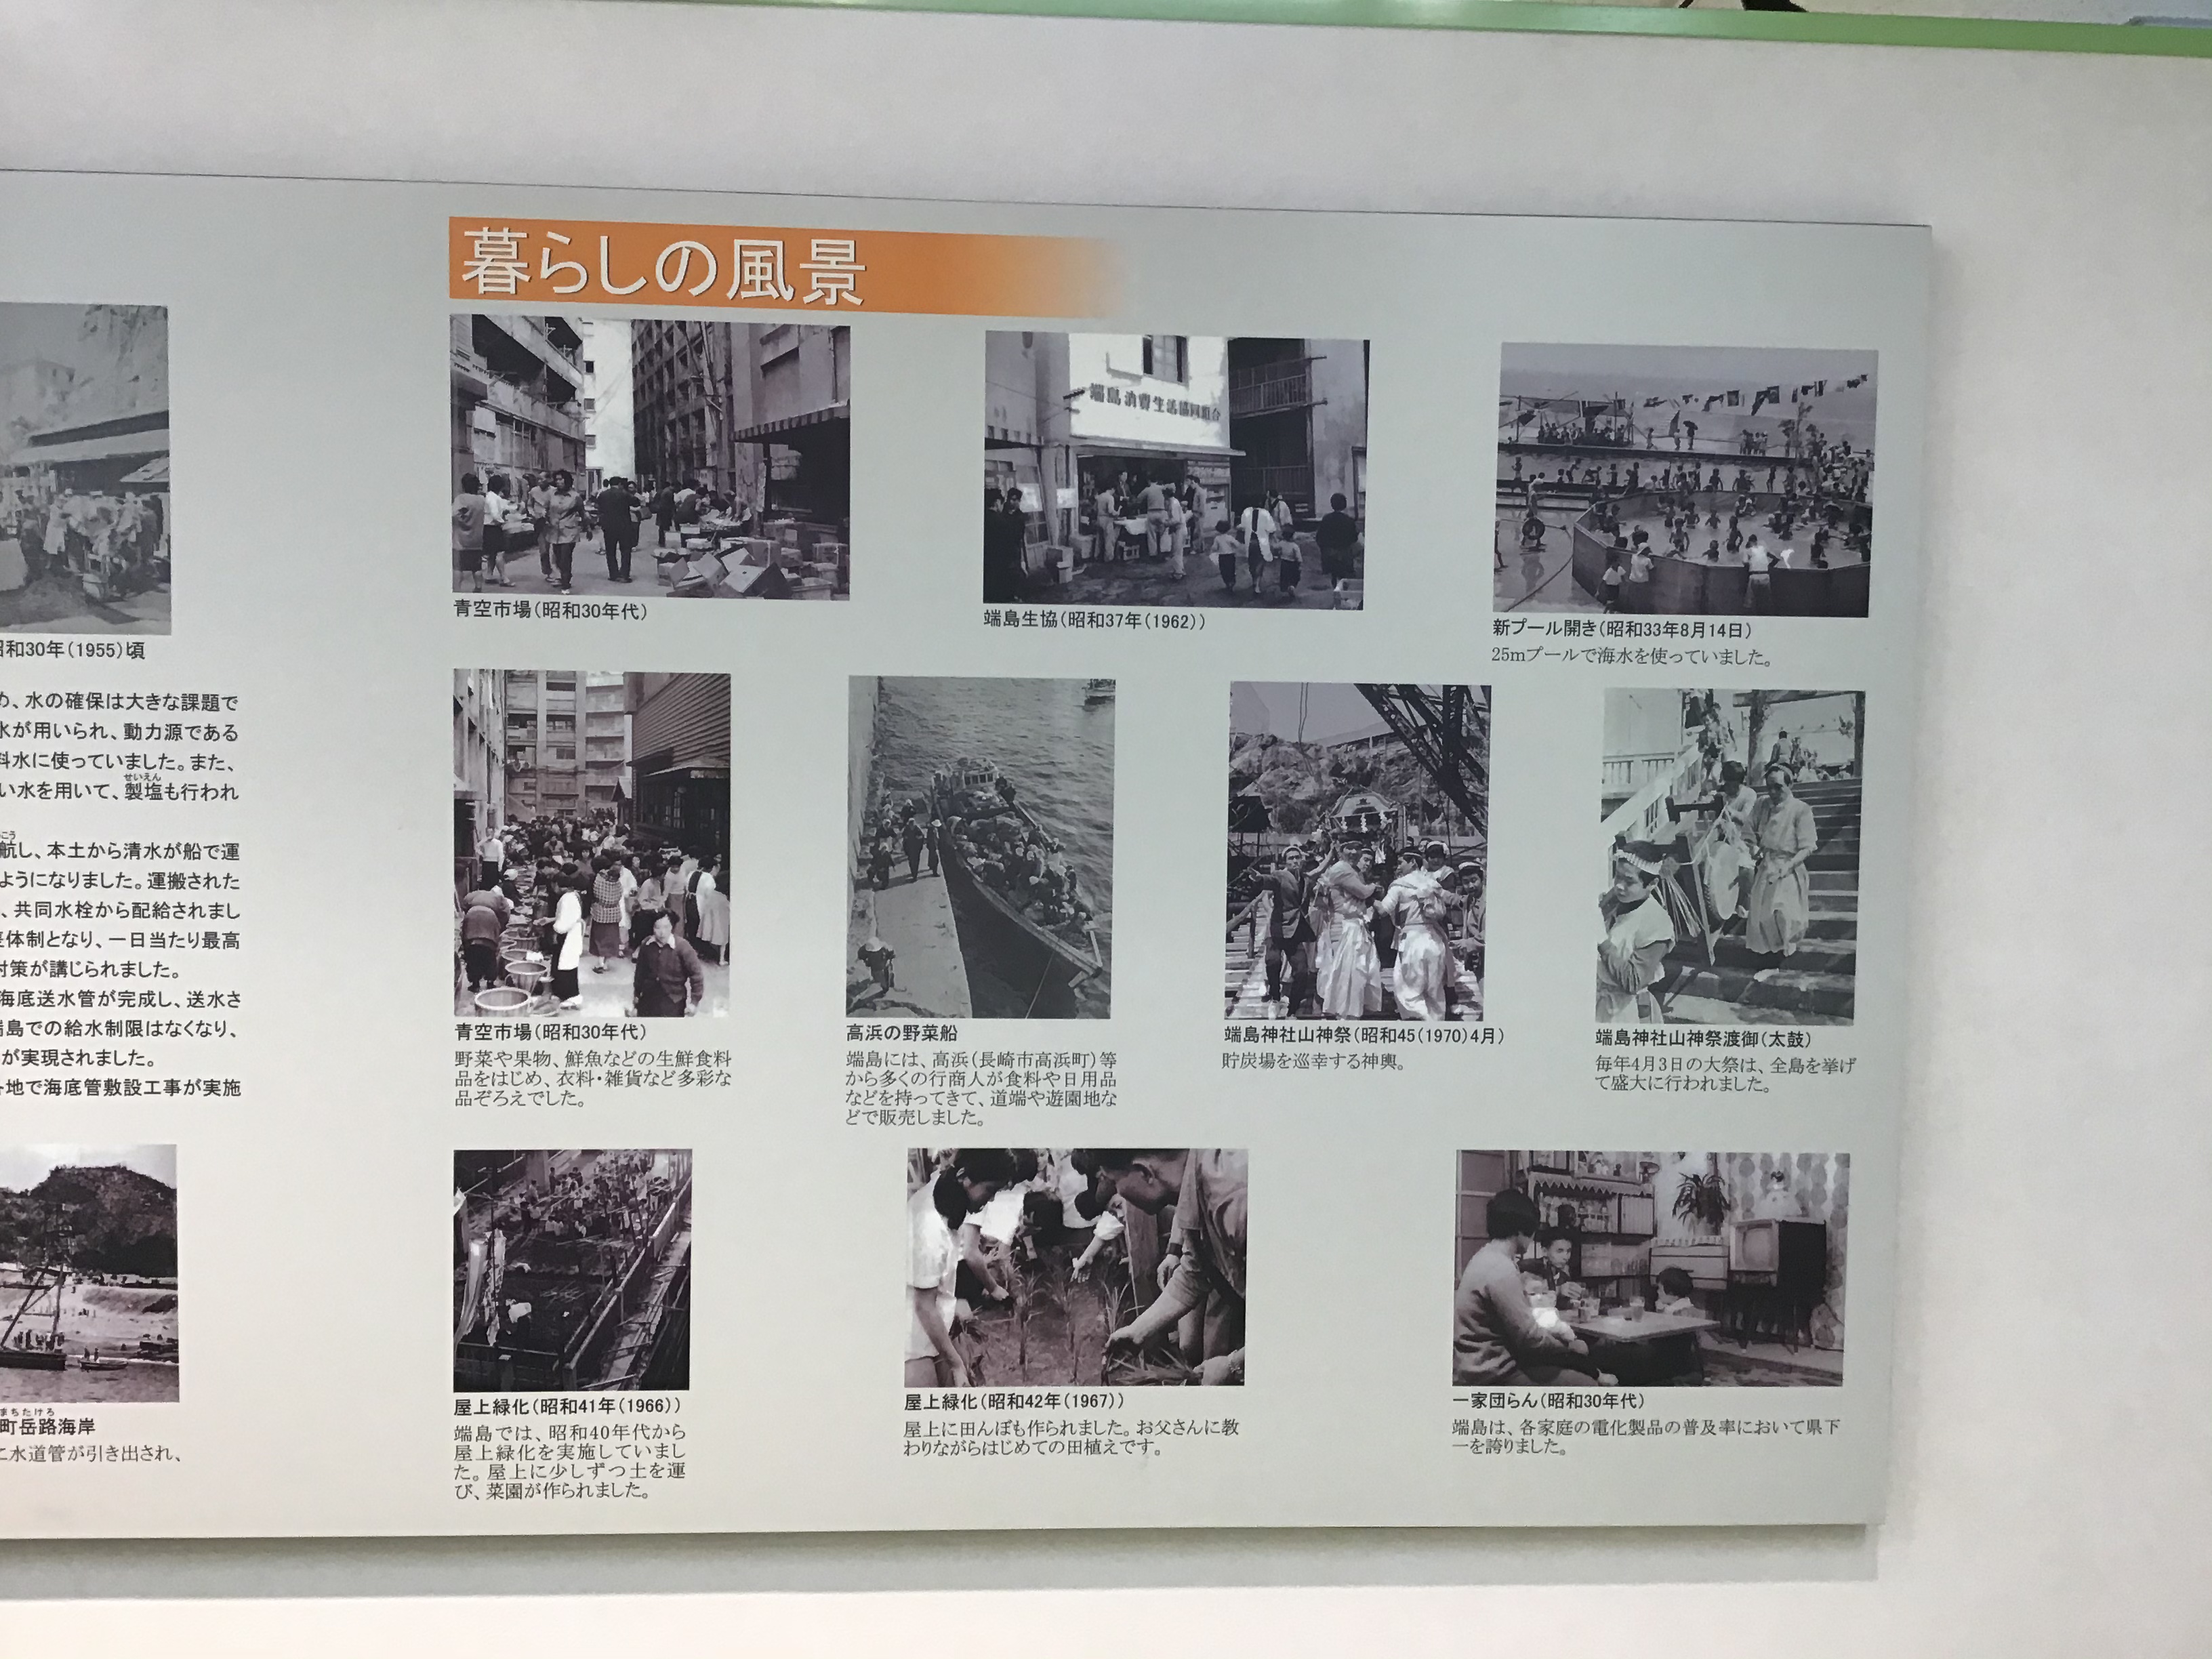 暮らしの風景
端島消費生活協同組合
青空市場(昭和30年代)
端島生協(昭和37年(1962))
新プール開き(昭和33年8月14日)
25mプールで海水を使っていました。
青空市場(昭和30年代)
野菜や果物、鮮魚などの生鮮食料
品をはじめ、衣料・雑貨など多彩な
品ぞろえでした。
高浜の野菜船
端島には、高浜(長崎市高浜町)等
から多くの行商人が食料や日用品
などを持ってきて、道端や遊園地な
どで販売しました。
端島神社山神祭(昭和45(1970)4月)
貯炭場を巡幸する神輿。
端島神社山神祭渡御(太鼓)
毎年4月3日の大祭は、全島を挙げ
て盛大に行われました。
屋上緑化(昭和41年(1966))
端島では、昭和40年代から
屋上緑化を実施していまし
た。屋上に少しずつ土を運
び、菜園が作られました。
屋上緑化(昭和42年(1967))
屋上に田んぼも作られました。お父さんに教
わりながらはじめての田植えです。
一家団らん(昭和30年代)
端島は、各家庭の電化製品の普及率において県下
一を誇りました。
和30年(1955)頃
め、水の確保は大きな課題で
水が用いられ、動力源である
料水に使っていました。また、
せいえん
い水を用いて、製塩も行われ
こう
航し、本土から清水が船で運
ようになりました。運搬された
、共同水栓から配給されまし
体制となり、一日当たり最高
対策が講じられました。
海底送水管が完成し、送水さ
端島での給水制限はなくなり、
が実現されました。
各地で海底管敷設工事が実施
まちたけろ
町岳路海岸
に水道管が引き出され、